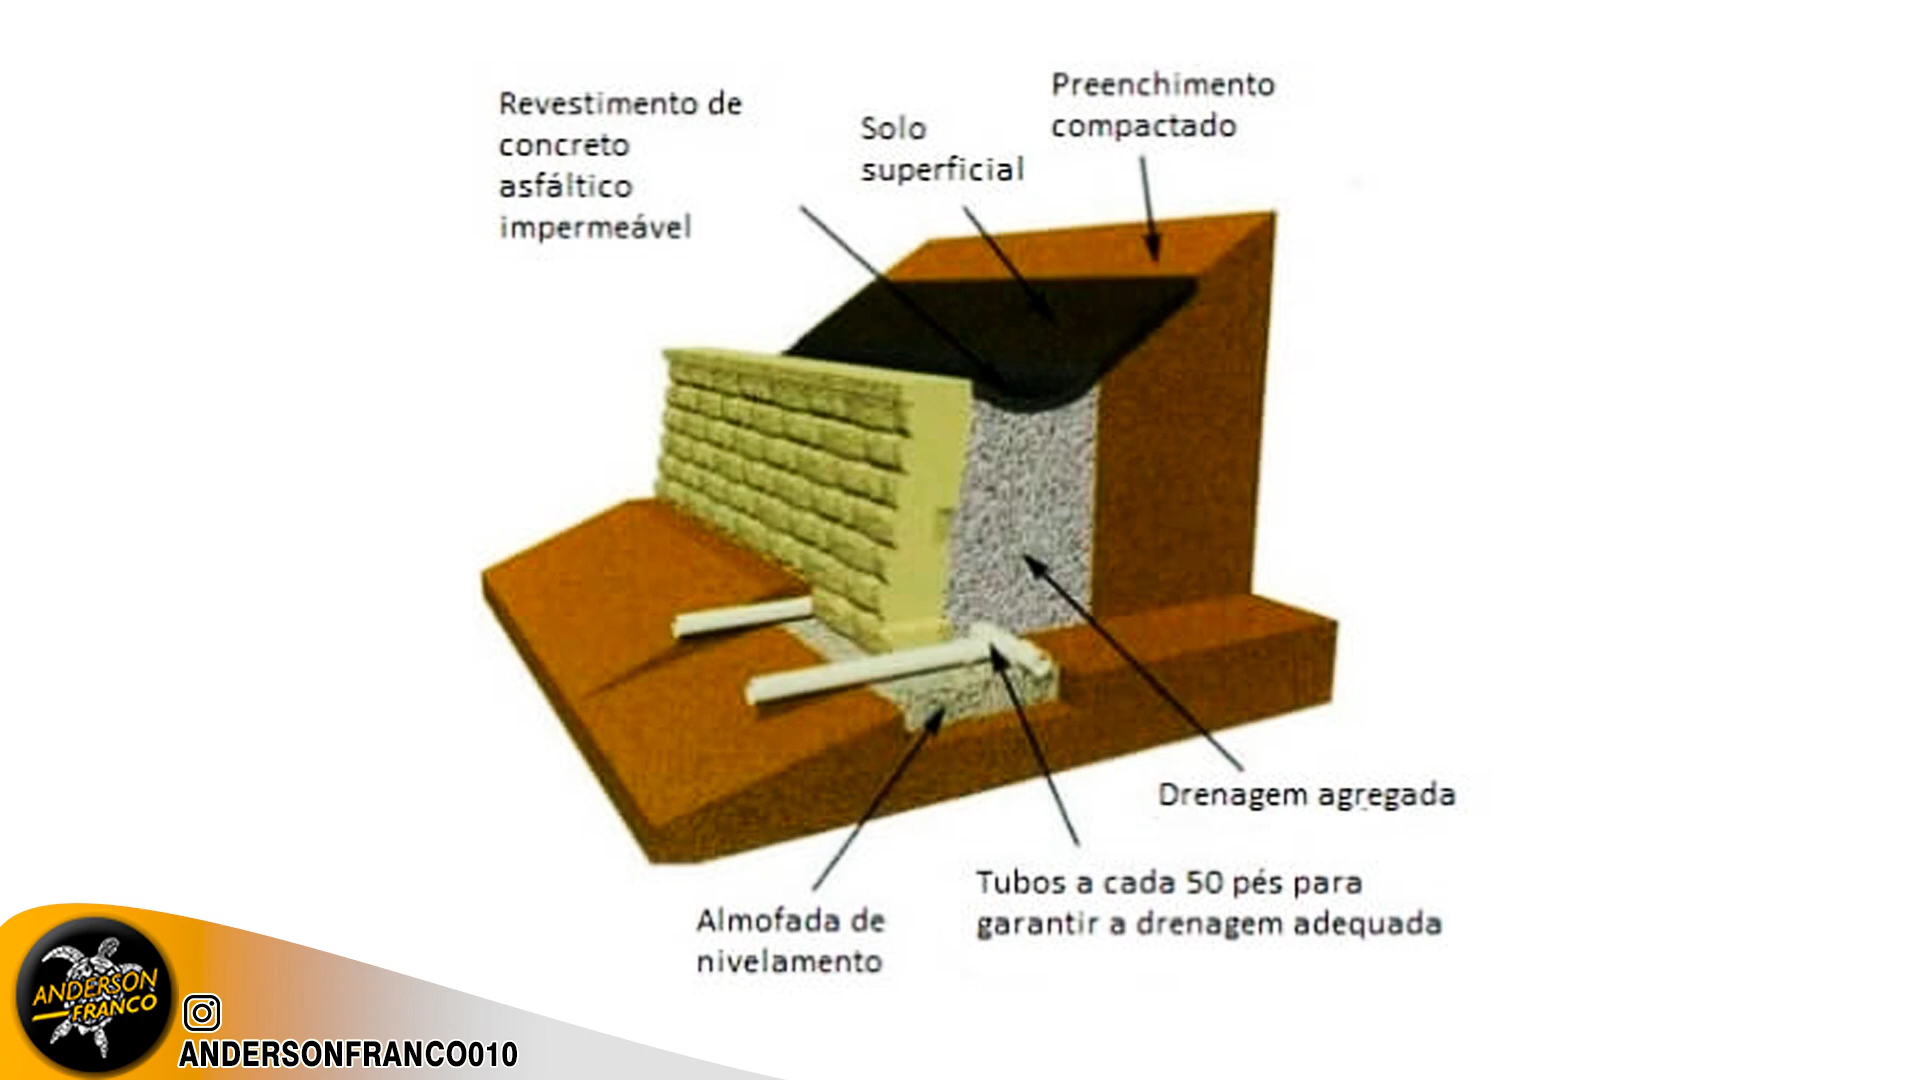 Revestimento de
concreto
asfáltico
impermeável
Solo
superficial
Preenchimento
compactado
Drenagem agregada
Tubos a cada 50 pés para
garantir a drenagem adequada
Almofada de
nivelamento
ANDERSON
FRANCO
ANDERSONFRANCO010